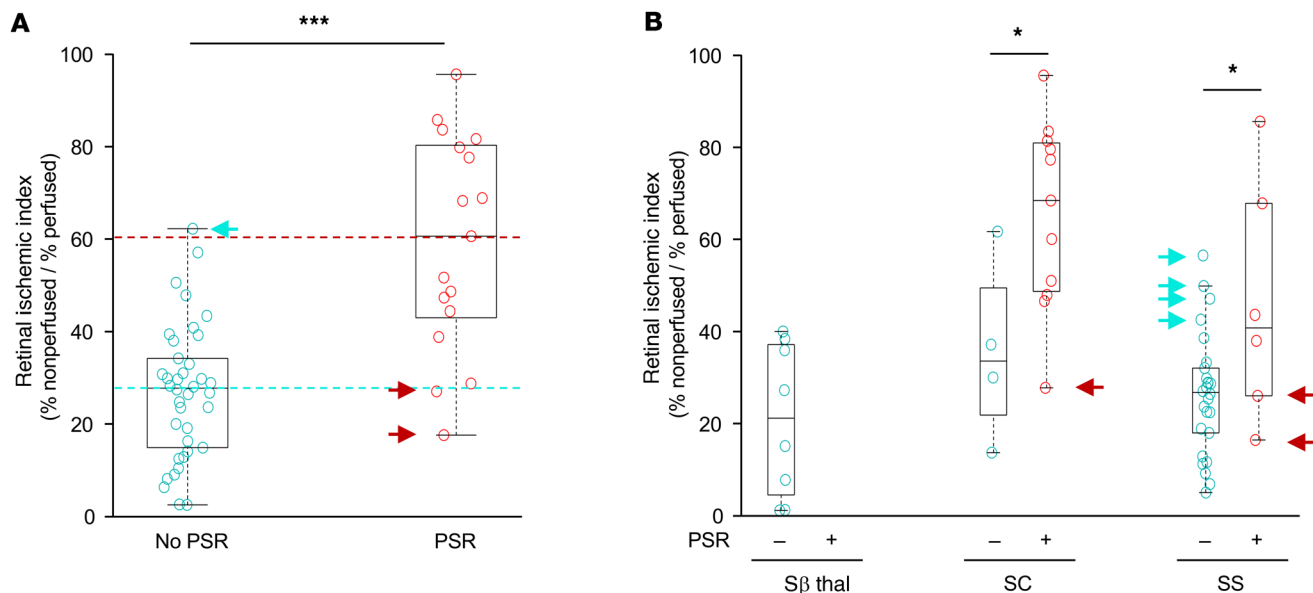 A
***
Retinal ischemic index
(% nonperfused / % perfused)
100
80
60
40
20
0
No PSR PSR
B
* *
Retinal ischemic index
(% nonperfused / % perfused)
100
80
60
40
20
0
PSR – + – + – +
Sβ thal SC SS